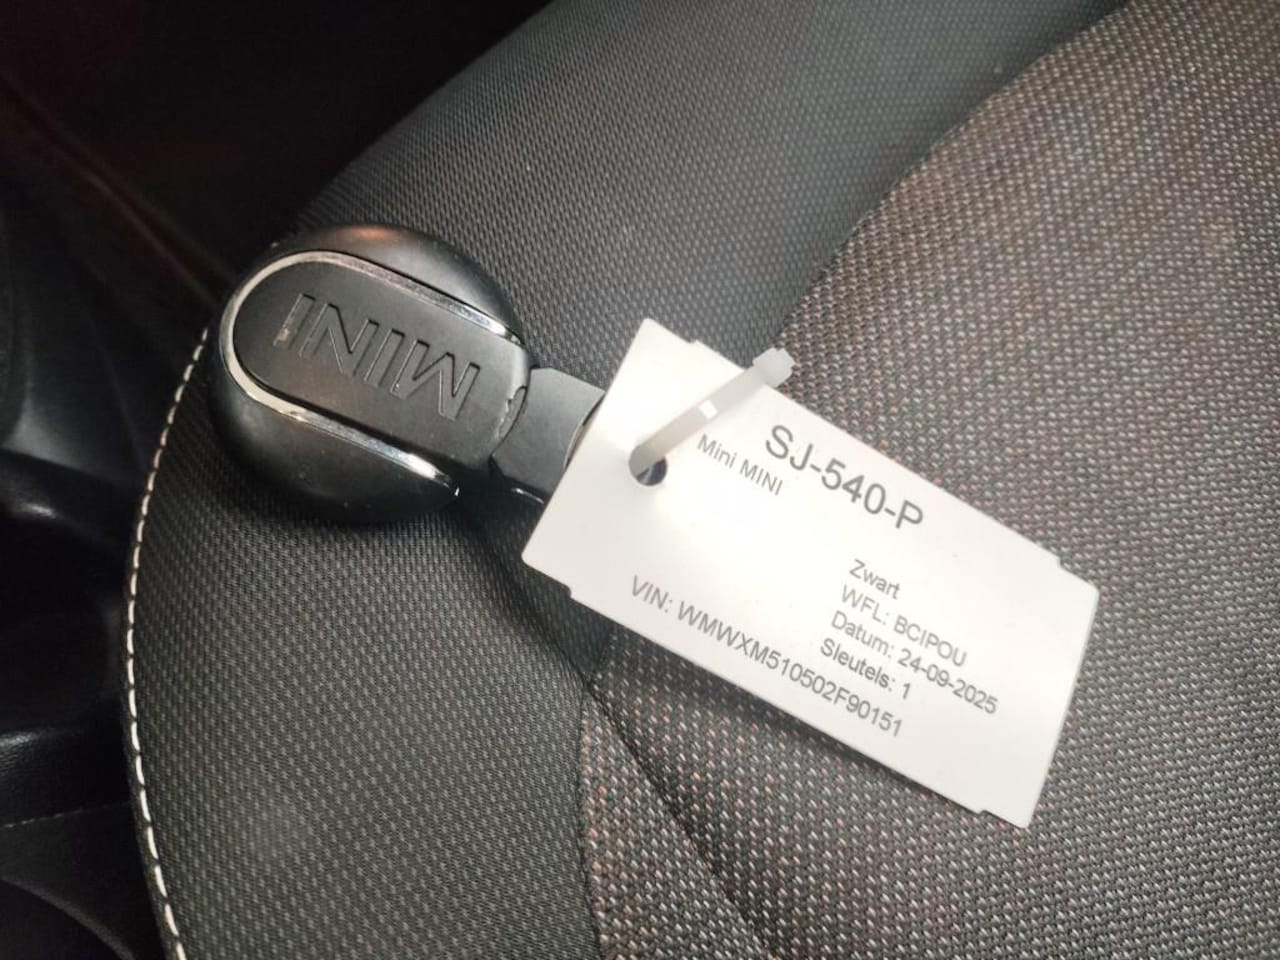 MINI
SJ-540-P
Mini MINI
Zwart
WFL: BCIPOU
Datum: 24-09-2025
Sleutels: 1
VIN: WMWXM510502F90151